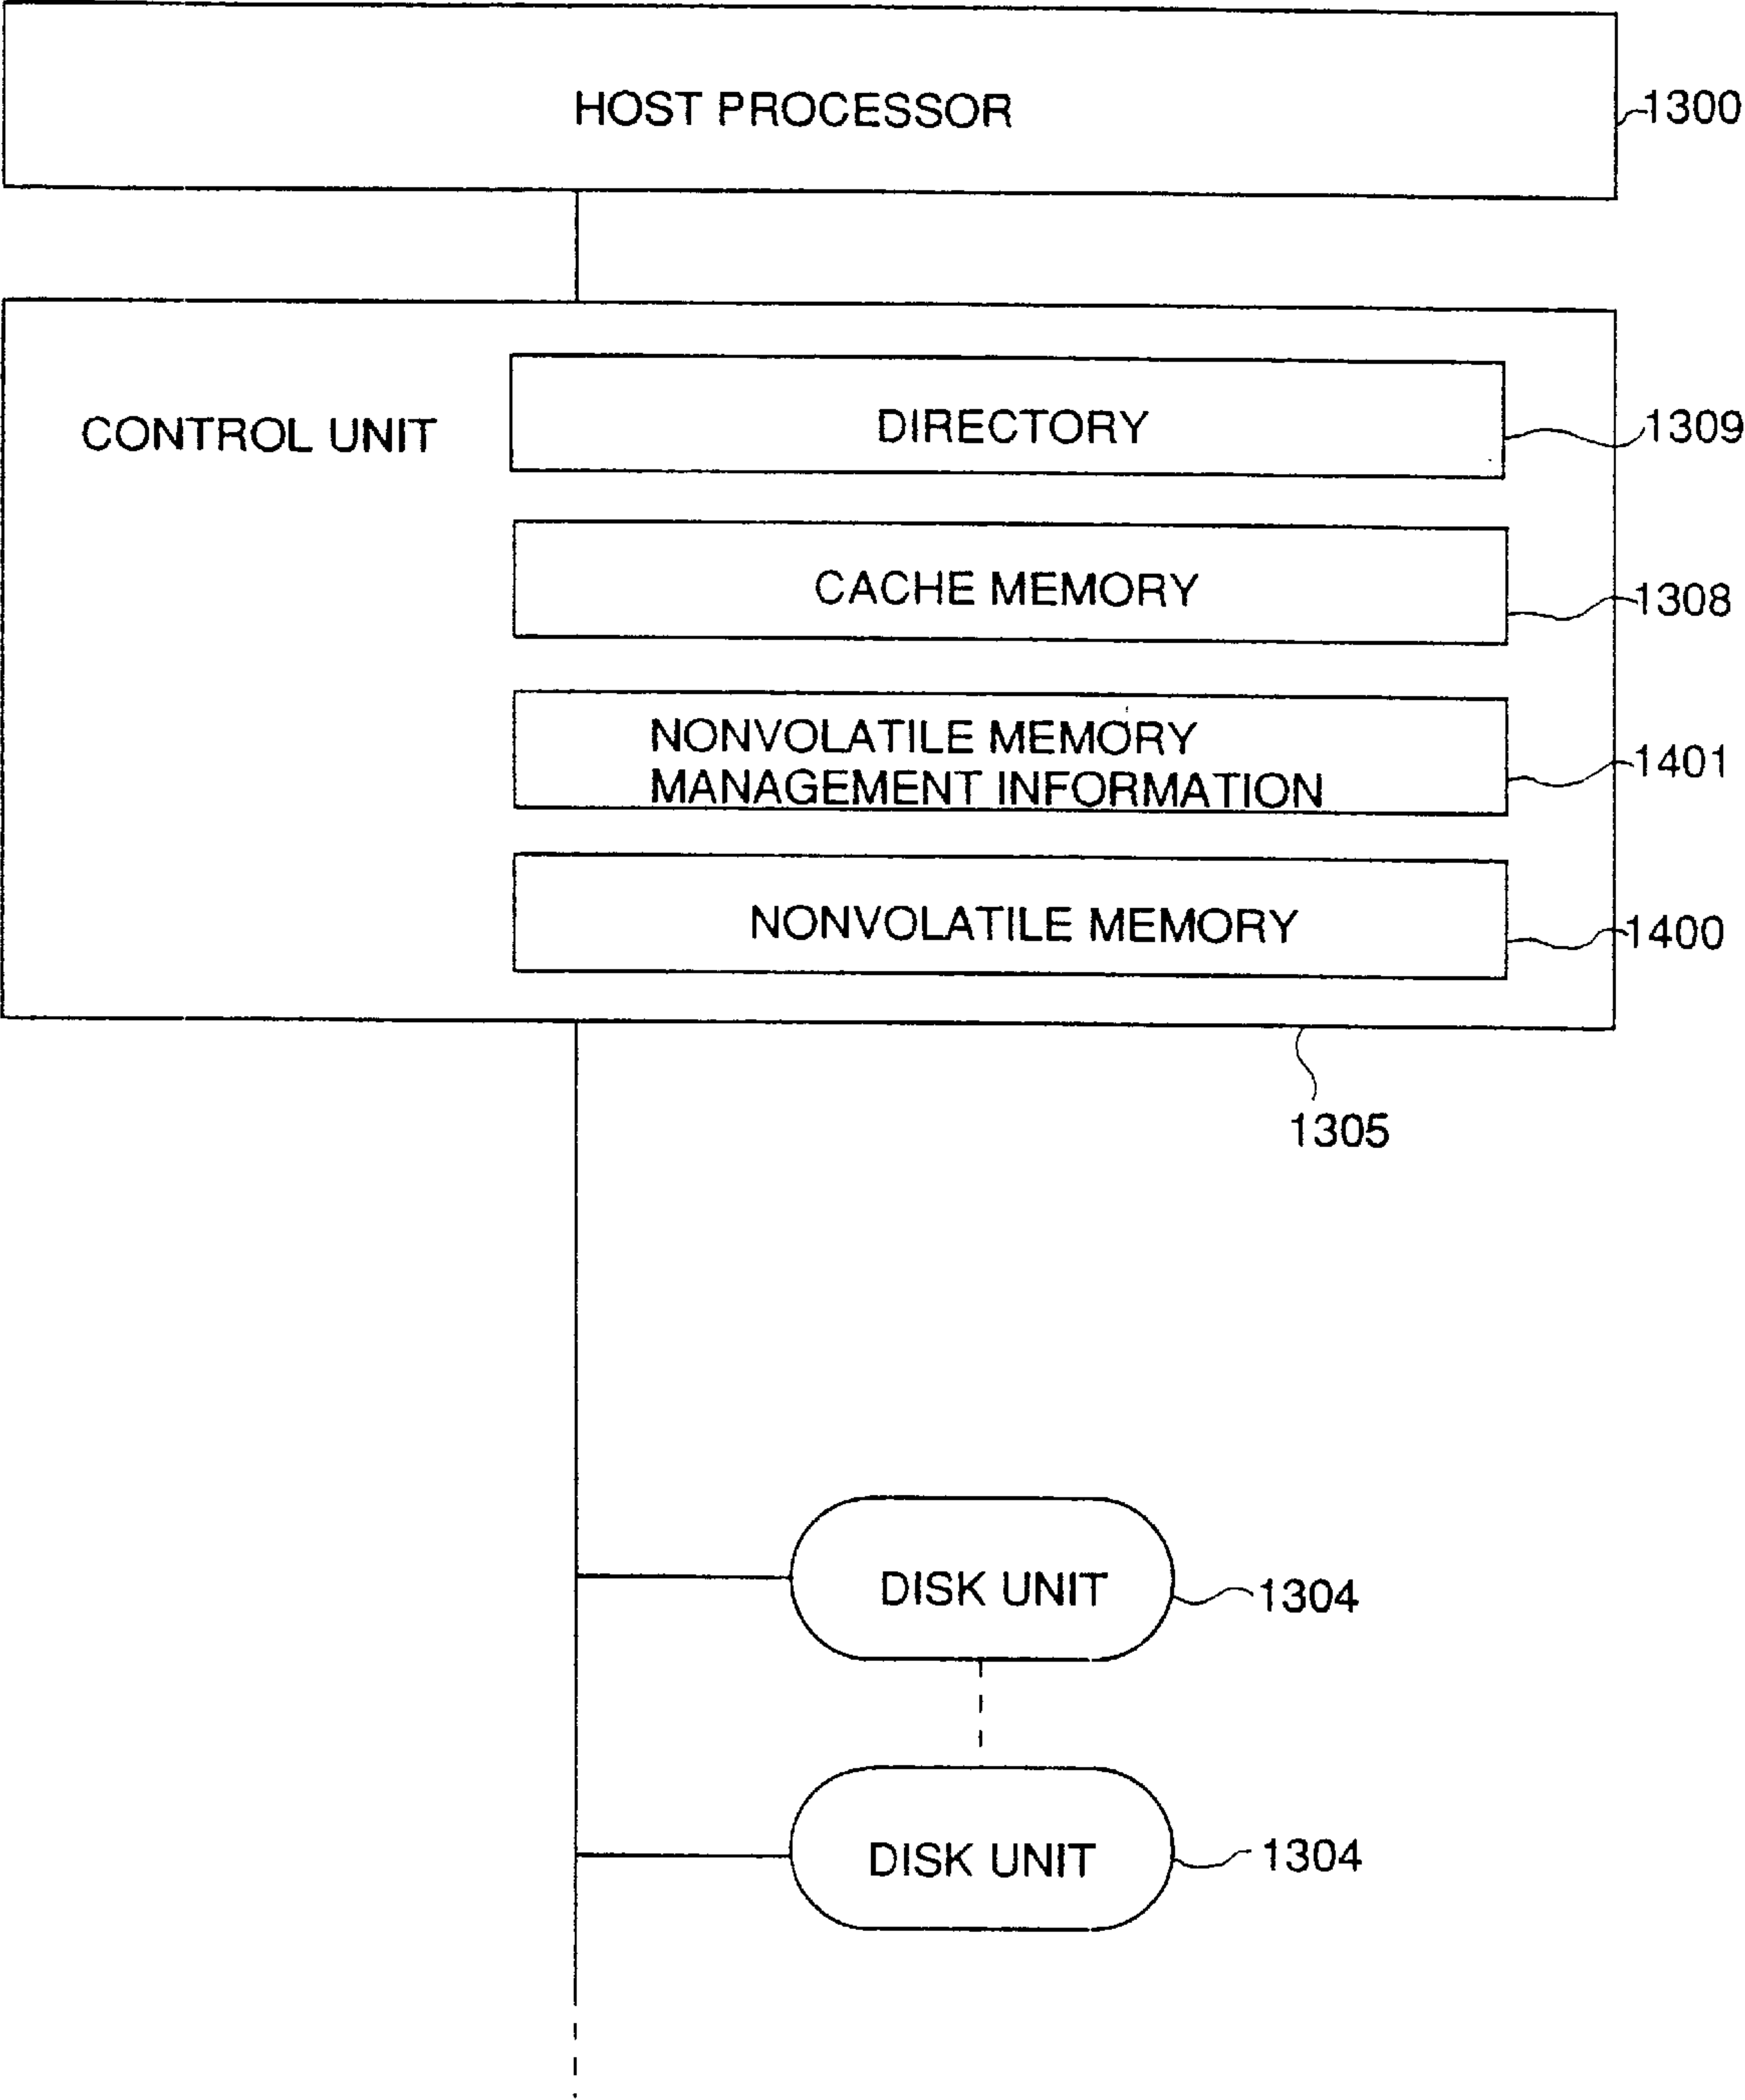 HOST PROCESSOR
1300
CONTROL UNIT
DIRECTORY
1309
CACHE MEMORY
1308
NONVOLATILE MEMORY
MANAGEMENT INFORMATION
1401
NONVOLATILE MEMORY
1400
1305
DISK UNIT
1304
DISK UNIT
1304